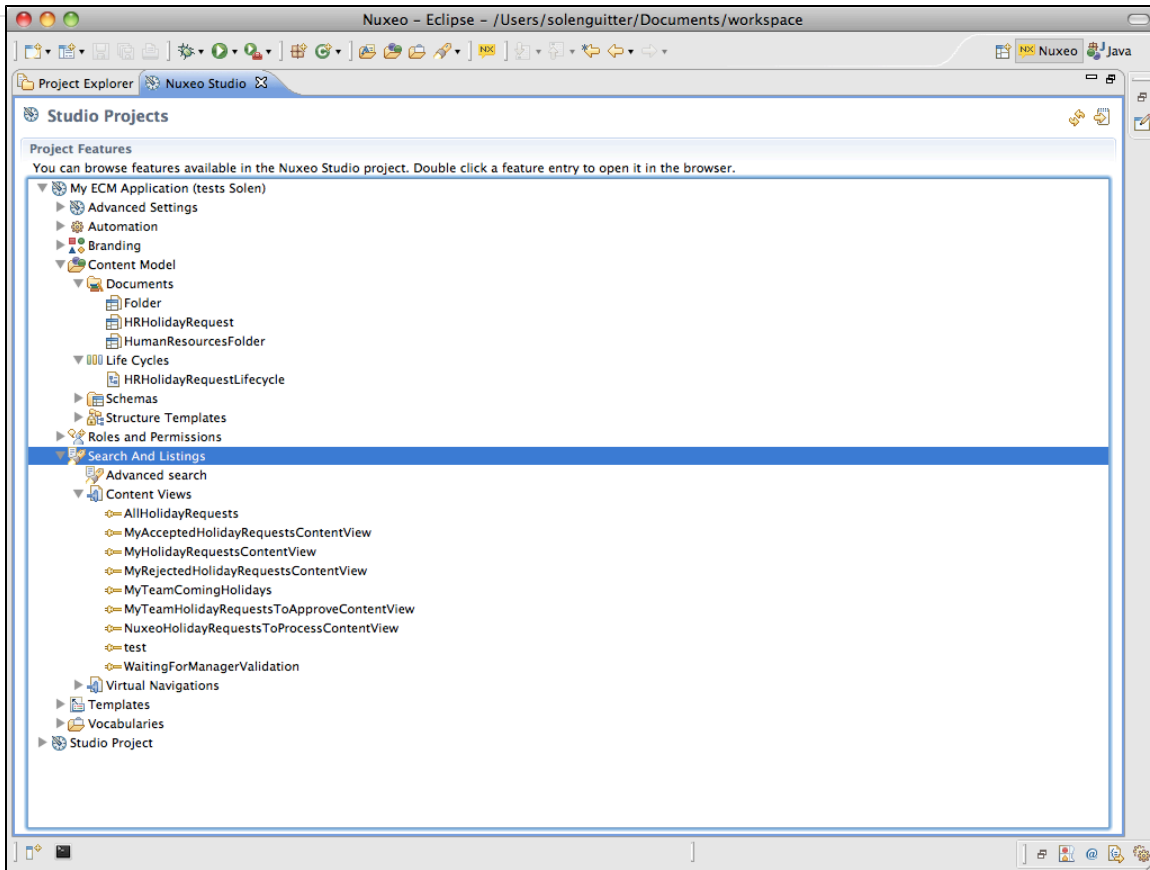 Nuxeo – Eclipse – /Users/solenguitter/Documents/workspace
NX Nuxeo Java
Project Explorer Nuxeo Studio
Studio Projects
Project Features
You can browse features available in the Nuxeo Studio project. Double click a feature entry to open it in the browser.
My ECM Application (tests Solen)
Advanced Settings
Automation
Branding
Content Model
Documents
Folder
HRHolidayRequest
HumanResourcesFolder
Life Cycles
HRHolidayRequestLifecycle
Schemas
Structure Templates
Roles and Permissions
Search And Listings
Advanced search
Content Views
AllHolidayRequests
MyAcceptedHolidayRequestsContentView
MyHolidayRequestsContentView
MyRejectedHolidayRequestsContentView
MyTeamComingHolidays
MyTeamHolidayRequestsToApproveContentView
NuxeoHolidayRequestsToProcessContentView
test
WaitingForManagerValidation
Virtual Navigations
Templates
Vocabularies
Studio Project